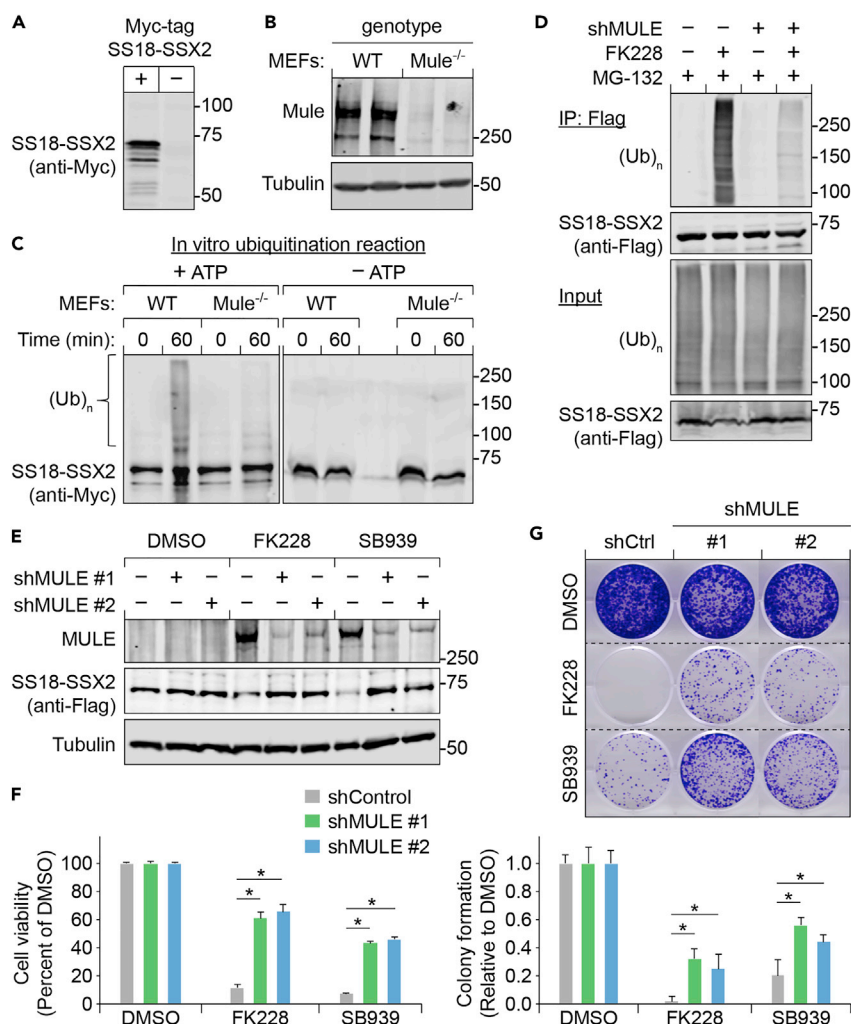 A
Myc-tag
SS18-SSX2
+ −
100
75
50
SS18-SSX2
(anti-Myc)
B
genotype
MEFs: WT Mule-/-
Mule
250
Tubulin
50
C
In vitro ubiquitination reaction
+ ATP − ATP
MEFs: WT Mule-/- WT Mule-/-
Time (min): 0 60 0 60 0 60 0 60
(Ub)n
250
150
100
75
SS18-SSX2
(anti-Myc)
D
shMULE − − + +
FK228 − + − +
MG-132 + + + +
IP: Flag
(Ub)n
250
150
100
SS18-SSX2
(anti-Flag)
75
Input
(Ub)n
250
150
100
SS18-SSX2
(anti-Flag)
75
E
DMSO FK228 SB939
shMULE #1 − + − − + − − + −
shMULE #2 − − + − − + − − +
MULE
250
SS18-SSX2
(anti-Flag)
75
Tubulin
50
F
shControl
shMULE #1
shMULE #2
Cell viability
(Percent of DMSO)
100
80
60
40
20
0
* * * *
DMSO FK228 SB939
G
shMULE
shCtrl #1 #2
DMSO
FK228
SB939
Colony formation
(Relative to DMSO)
1.0
0.8
0.6
0.4
0.2
0.0
* * * *
DMSO FK228 SB939